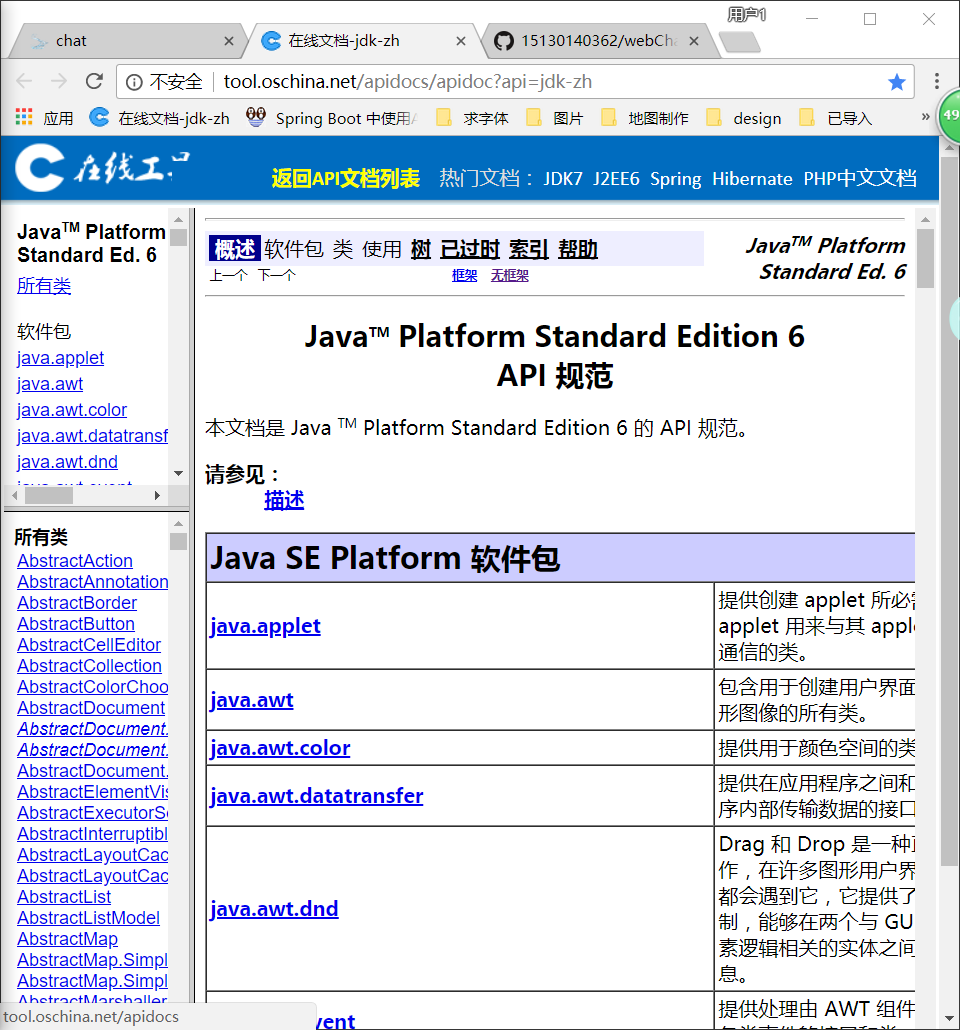 用户1
chat
在线文档-jdk-zh
15130140362/webCha
不安全 tool.oschina.net/apidocs/apidoc?api=jdk-zh
应用 在线文档-jdk-zh Spring Boot 中使用 求字体 图片 地图制作 design 已导入 »
49
在线工
返回API文档列表 热门文档： JDK7 J2EE6 Spring Hibernate PHP中文文档
Java™ Platform
Standard Ed. 6
所有类
软件包
java.applet
java.awt
java.awt.color
java.awt.datatransf
java.awt.dnd
java.awt.event
所有类
AbstractAction
AbstractAnnotation
AbstractBorder
AbstractButton
AbstractCellEditor
AbstractCollection
AbstractColorChoo
AbstractDocument
AbstractDocument.
AbstractDocument.
AbstractDocument.
AbstractElementVis
AbstractExecutorSe
AbstractInterruptibl
AbstractLayoutCac
AbstractLayoutCac
AbstractList
AbstractListModel
AbstractMap
AbstractMap.Simpl
AbstractMap.Simpl
AbstractMarshaller
tool.oschina.net/apidocs
概述 软件包 类 使用 树 已过时 索引 帮助
Java™ Platform
Standard Ed. 6
上一个 下一个 框架 无框架
Java™ Platform Standard Edition 6
API 规范
本文档是 Java ™ Platform Standard Edition 6 的 API 规范。
请参见：
描述
Java SE Platform 软件包
java.applet
提供创建 applet 所必需
applet 用来与其 apple
通信的类。
java.awt
包含用于创建用户界面
形图像的所有类。
java.awt.color
提供用于颜色空间的类
java.awt.datatransfer
提供在应用程序之间和
序内部传输数据的接口
java.awt.dnd
Drag 和 Drop 是一种直
作，在许多图形用户界
都会遇到它，它提供了
制，能够在两个与 GU
素逻辑相关的实体之间
息。
vent
提供处理由 AWT 组件